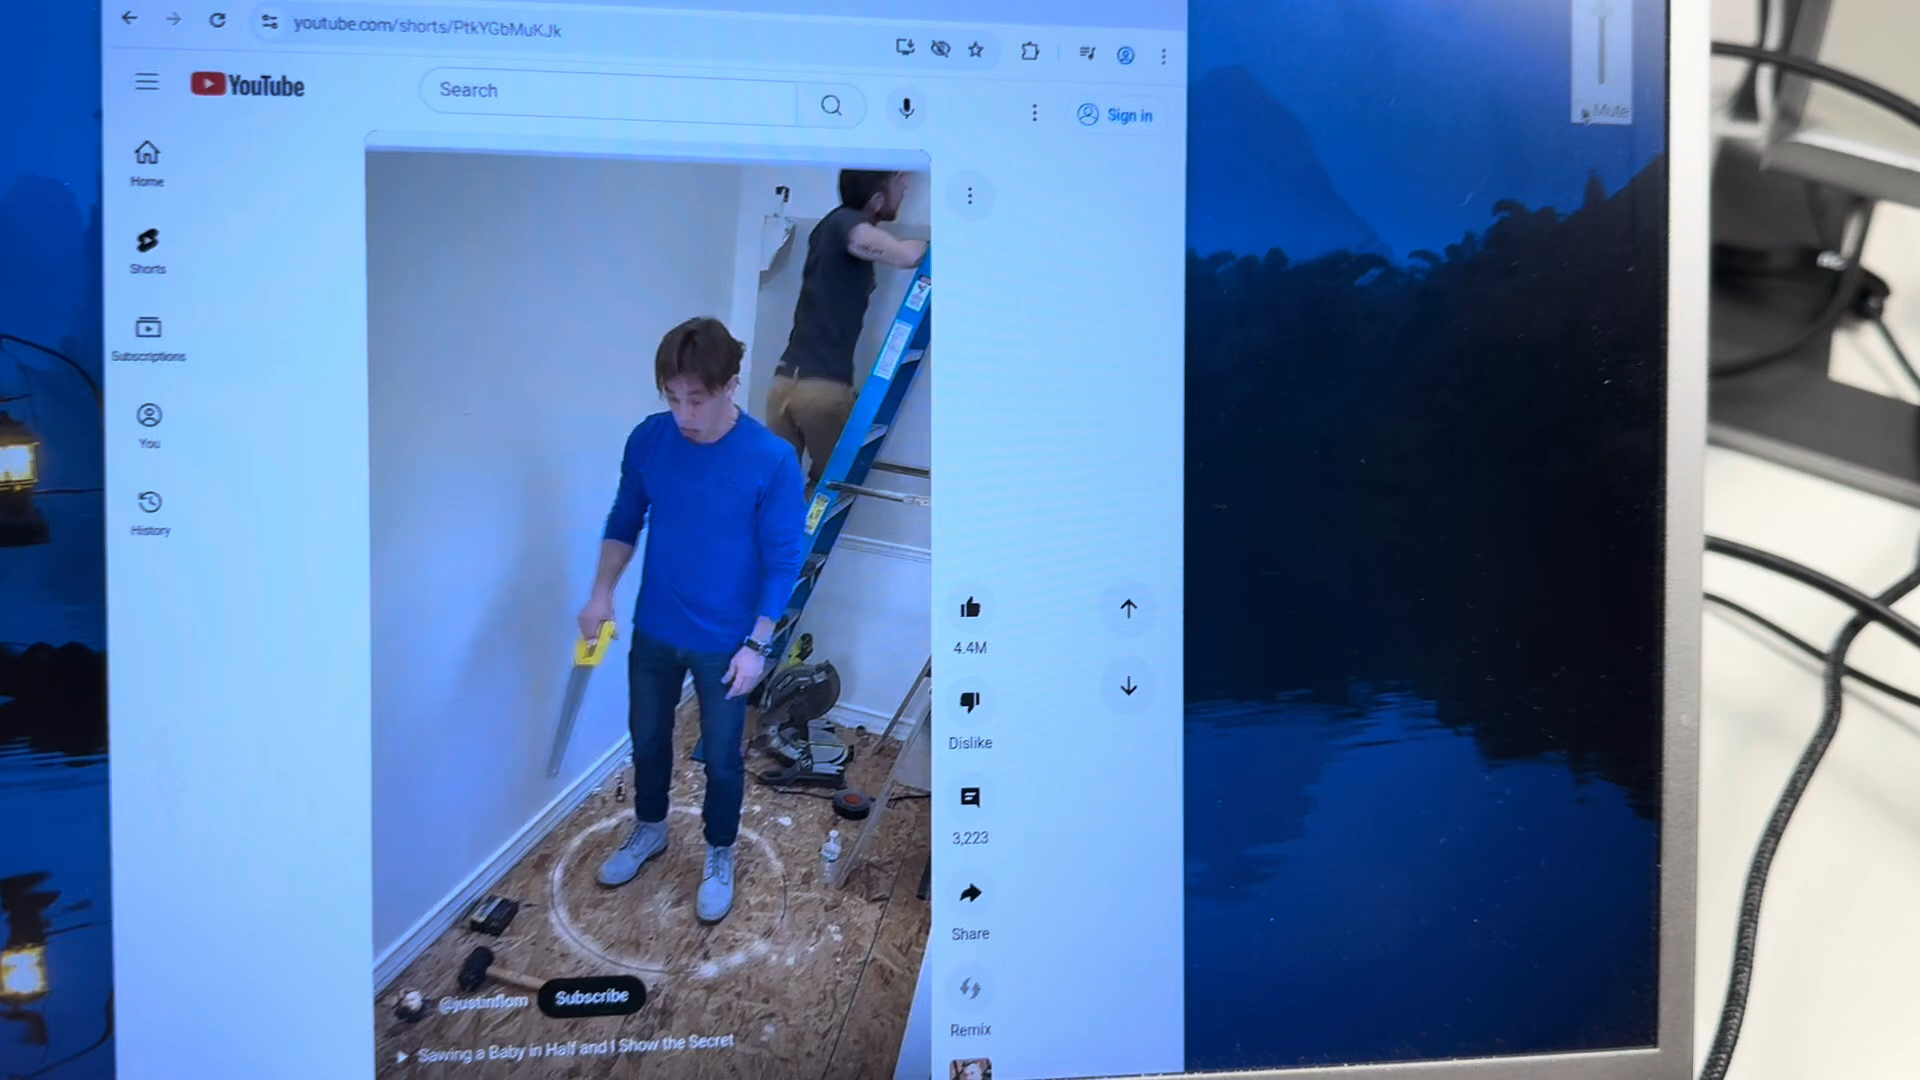 youtube.com/shorts/PtkYGbMuKJk
YouTube
Search
Sign in
Mute
Home
Shorts
Subscriptions
You
History
4.4M
Dislike
3,223
Share
Remix
@justinflom
Subscribe
Sawing a Baby in Half and I Show the Secret